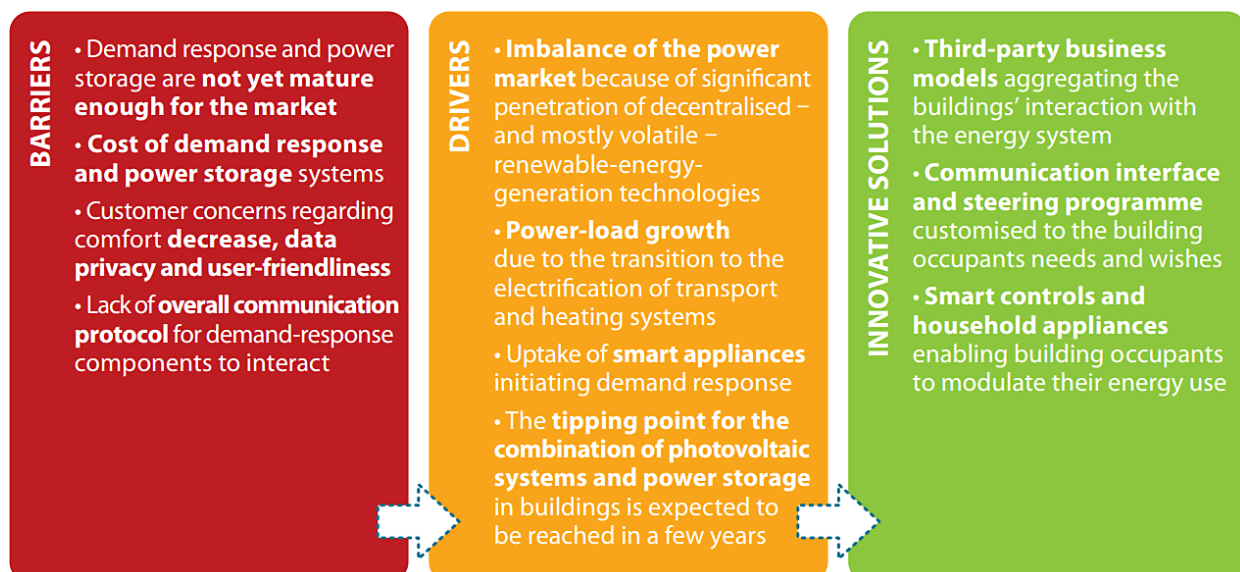 BARRIERS
• Demand response and power
storage are not yet mature
enough for the market
• Cost of demand response
and power storage systems
• Customer concerns regarding
comfort decrease, data
privacy and user-friendliness
• Lack of overall communication
protocol for demand-response
components to interact
DRIVERS
• Imbalance of the power
market because of significant
penetration of decentralised –
and mostly volatile –
renewable-energy-
generation technologies
• Power-load growth
due to the transition to the
electrification of transport
and heating systems
• Uptake of smart appliances
initiating demand response
• The tipping point for the
combination of photovoltaic
systems and power storage
in buildings is expected to
be reached in a few years
INNOVATIVE SOLUTIONS
• Third-party business
models aggregating the
buildings’ interaction with
the energy system
• Communication interface
and steering programme
customised to the building
occupants needs and wishes
• Smart controls and
household appliances
enabling building occupants
to modulate their energy use